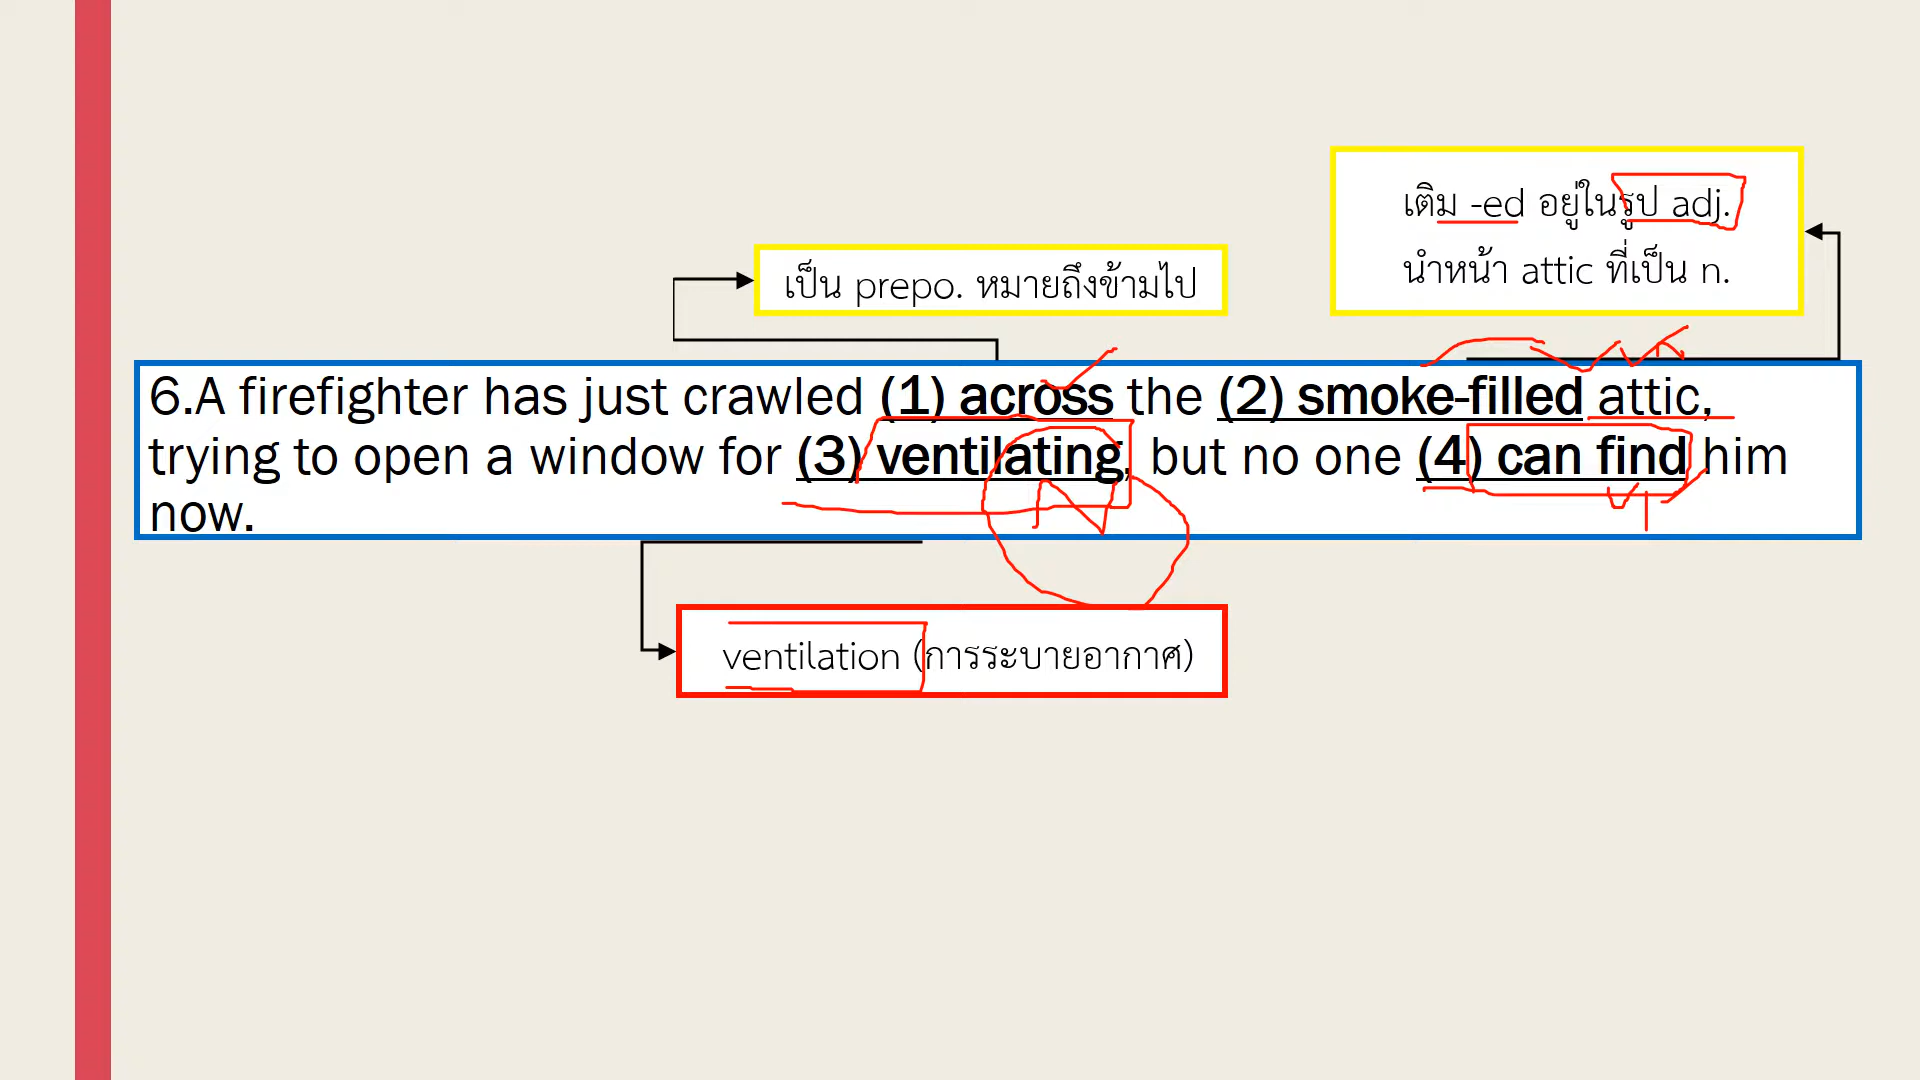 เติม -ed อยู่ในรูป adj.
นำหน้า attic ที่เป็น n.
เป็น prepo. หมายถึงข้ามไป
6.A firefighter has just crawled (1) across the (2) smoke-filled attic,
trying to open a window for (3) ventilating, but no one (4) can find him
now.
N
V1
ventilation (การระบายอากาศ)